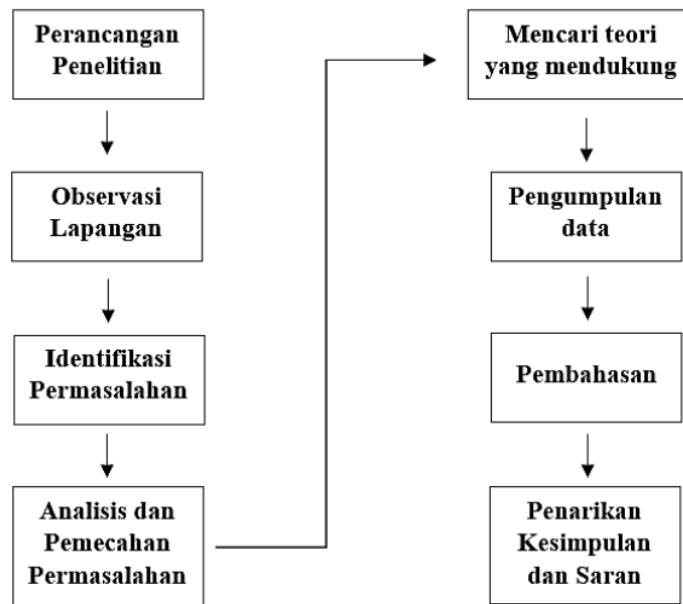 Perancangan
Penelitian
Observasi
Lapangan
Identifikasi
Permasalahan
Analisis dan
Pemecahan
Permasalahan
Mencari teori
yang mendukung
Pengumpulan
data
Pembahasan
Penarikan
Kesimpulan
dan Saran